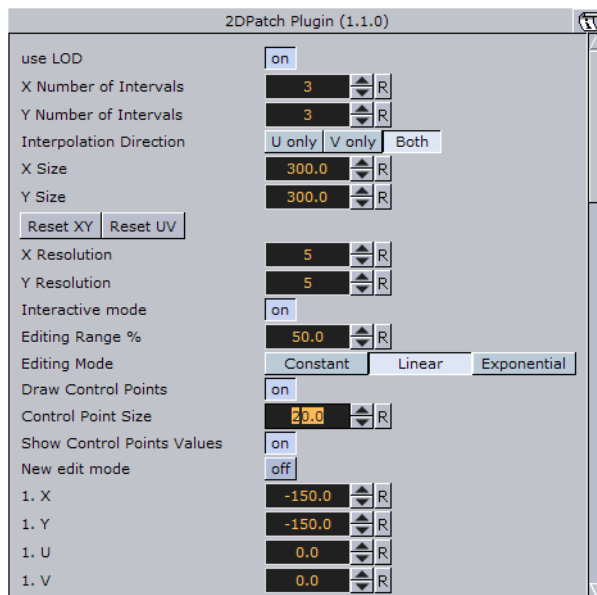 2DPatch Plugin (1.1.0)
use LOD on
X Number of Intervals 3 R
Y Number of Intervals 3 R
Interpolation Direction U only V only Both
X Size 300.0 R
Y Size 300.0 R
Reset XY Reset UV
X Resolution 5 R
Y Resolution 5 R
Interactive mode on
Editing Range % 50.0 R
Editing Mode Constant Linear Exponential
Draw Control Points on
Control Point Size 20.0 R
Show Control Points Values on
New edit mode off
1. X -150.0 R
1. Y -150.0 R
1. U 0.0 R
1. V 0.0 R